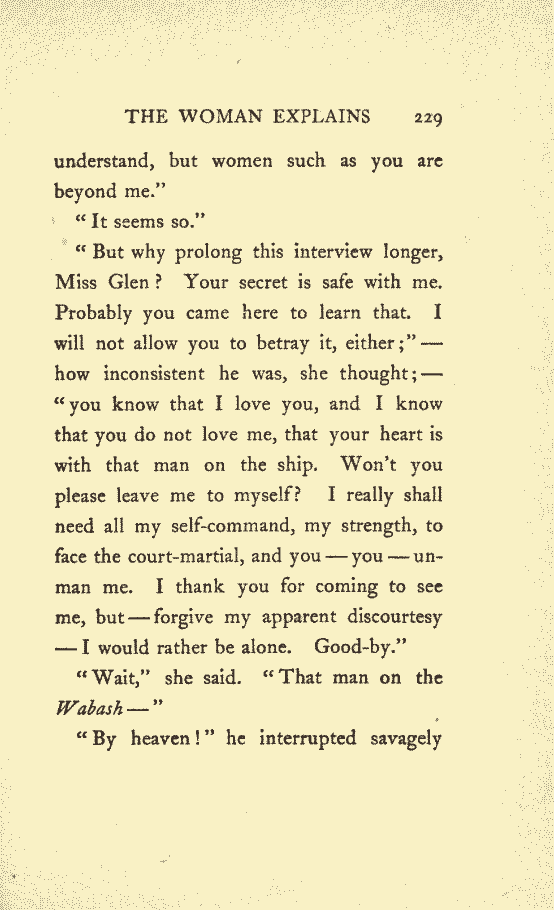 THE WOMAN EXPLAINS 229
understand, but women such as you are
beyond me.”
“ It seems so.”
“ But why prolong this interview longer,
Miss Glen ? Your secret is safe with me.
Probably you came here to learn that. I
will not allow you to betray it, either ;” —
how inconsistent he was, she thought ; —
“ you know that I love you, and I know
that you do not love me, that your heart is
with that man on the ship. Won’t you
please leave me to myself? I really shall
need all my self-command, my strength, to
face the court-martial, and you — you — un-
man me. I thank you for coming to see
me, but — forgive my apparent discourtesy
— I would rather be alone. Good-by.”
“ Wait,” she said. “ That man on the
Wabash — ”
“ By heaven ! ” he interrupted savagely